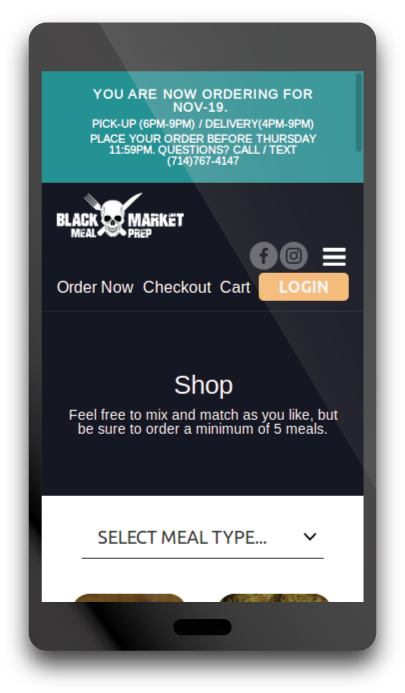 YOU ARE NOW ORDERING FOR
NOV-19.
PICK-UP (6PM-9PM) / DELIVERY(4PM-9PM)
PLACE YOUR ORDER BEFORE THURSDAY
11:59PM. QUESTIONS? CALL / TEXT
(714)767-4147
BLACK MARKET
MEAL PREP
Order Now Checkout Cart LOGIN
Shop
Feel free to mix and match as you like, but
be sure to order a minimum of 5 meals.
SELECT MEAL TYPE...